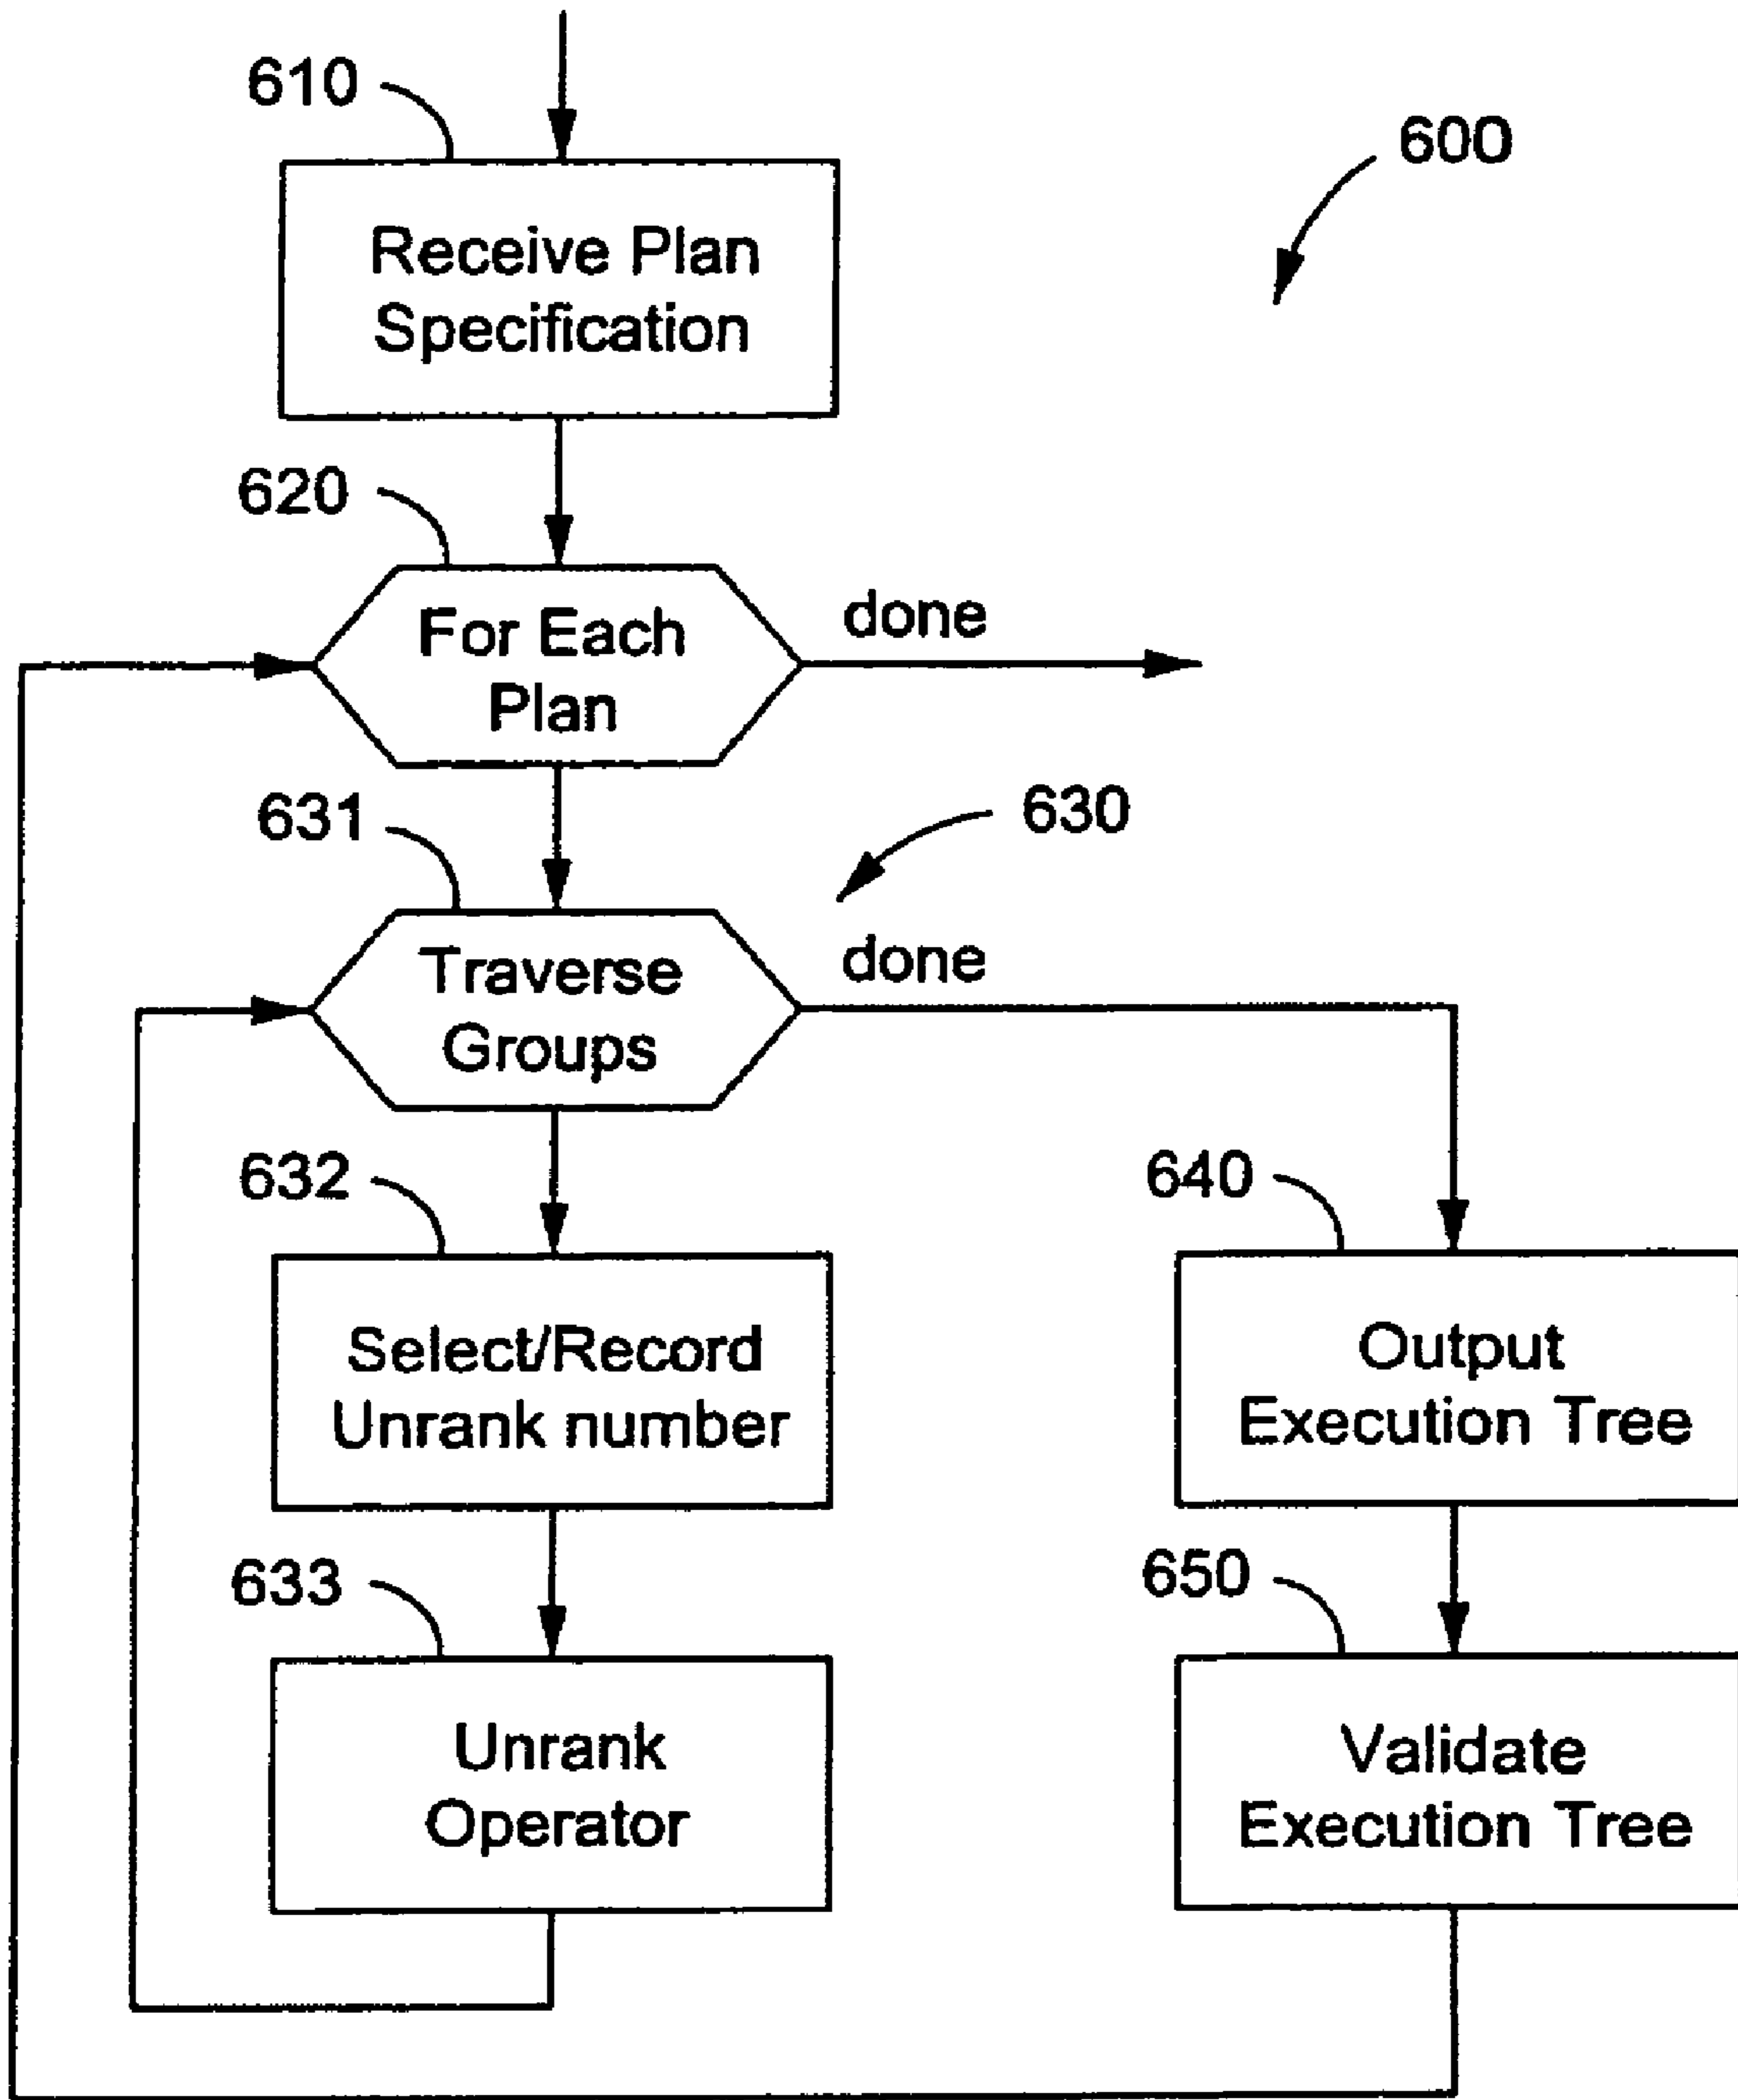 610
600
Receive Plan
Specification
620
For Each
Plan
done
631
630
Traverse
Groups
done
632
640
Select/Record
Unrank number
Output
Execution Tree
633
650
Unrank
Operator
Validate
Execution Tree